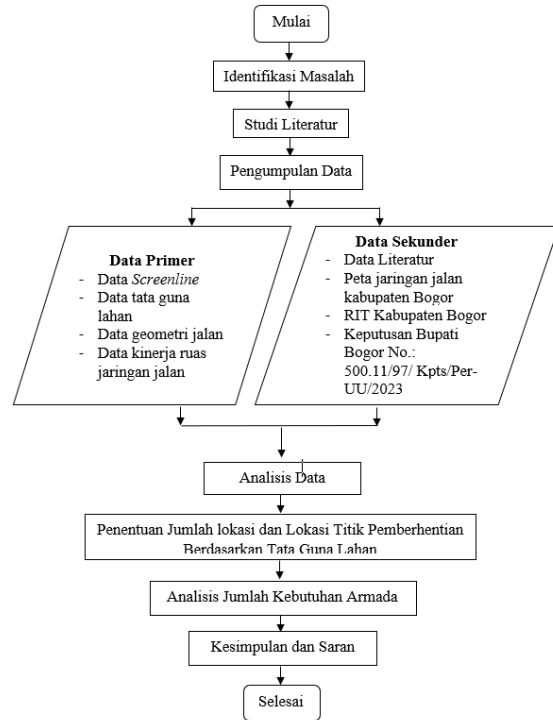 Mulai
Identifikasi Masalah
Studi Literatur
Pengumpulan Data
Data Primer
- Data Screenline
- Data tata guna
lahan
- Data geometri jalan
- Data kinerja ruas
jaringan jalan
Data Sekunder
- Data Literatur
- Peta jaringan jalan
kabupaten Bogor
- RIT Kabupaten Bogor
- Keputusan Bupati
Bogor No.:
500.11/97/ Kpts/Per-
UU/2023
Analisis Data
Penentuan Jumlah lokasi dan Lokasi Titik Pemberhentian
Berdasarkan Tata Guna Lahan
Analisis Jumlah Kebutuhan Armada
Kesimpulan dan Saran
Selesai